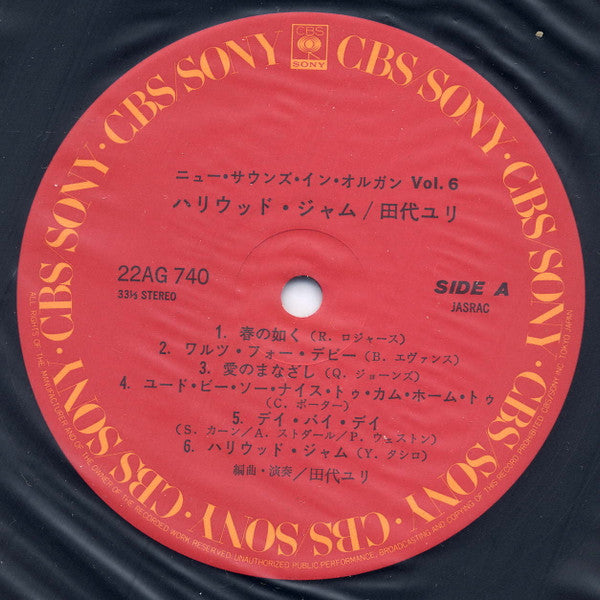 CBS
SONY
CBS/SONY · CBS/SONY · CBS/SONY · CBS/SONY · CBS/SONY · CBS/SONY ·
ニュー・サウンズ・イン・オルガン Vol. 6
ハリウッド・ジャム/田代ユリ
22AG 740
33⅓ STEREO
SIDE A
JASRAC
1. 春の如く(R. ロジャース)
2. ワルツ・フォー・デビー(B. エヴァンス)
3. 愛のまなざし(Q. ジョーンズ)
4. ユード・ビー・ソー・ナイス・トゥ・カム・ホーム・トゥ
(C. ポーター)
5. デイ・バイ・デイ
(S. カーン/A. ストダール/P. ウェストン)
6. ハリウッド・ジャム(Y. タシロ)
編曲・演奏/田代ユリ
ALL RIGHTS OF THE MANUFACTURER AND OF THE OWNER OF THE RECORDED WORK RESERVED. UNAUTHORIZED PUBLIC PERFORMANCE, BROADCASTING AND COPYING OF THIS RECORD PROHIBITED CBS/SONY INC. TOKYO JAPAN